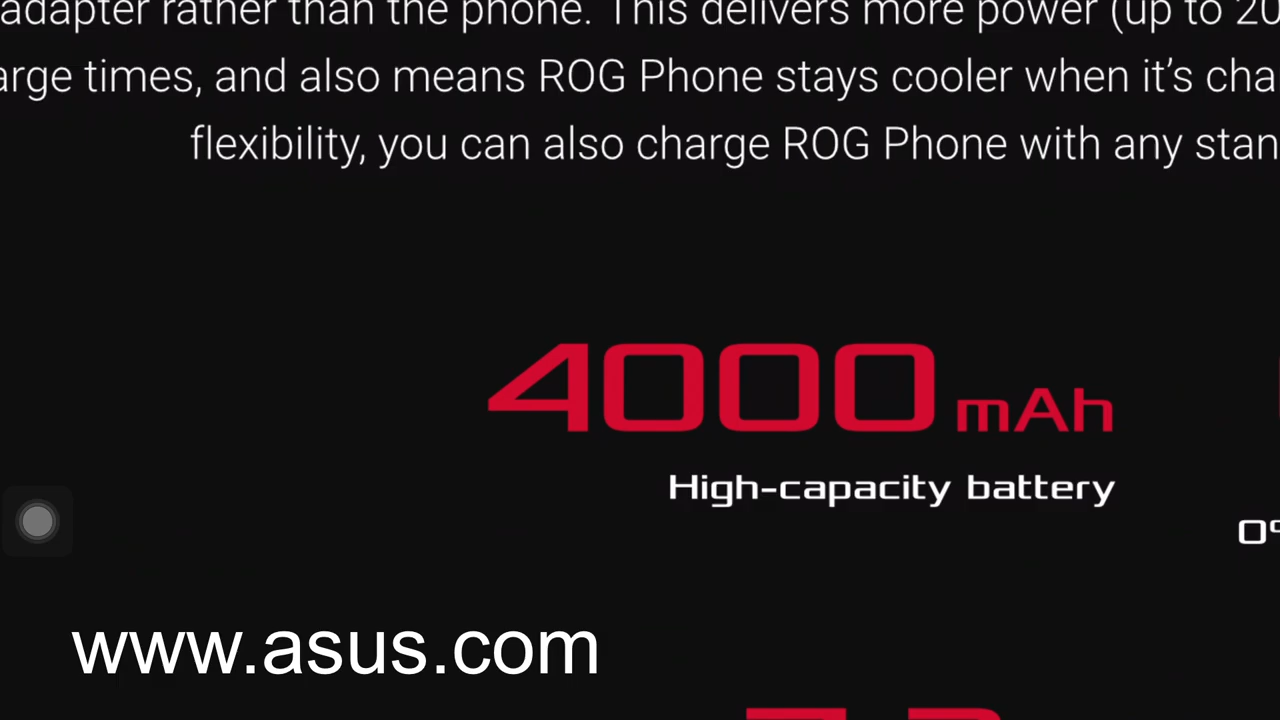 adapter rather than the phone. This delivers more power (up to 20
arge times, and also means ROG Phone stays cooler when it's cha
flexibility, you can also charge ROG Phone with any stan
4000 mAh
High-capacity battery
www.asus.com